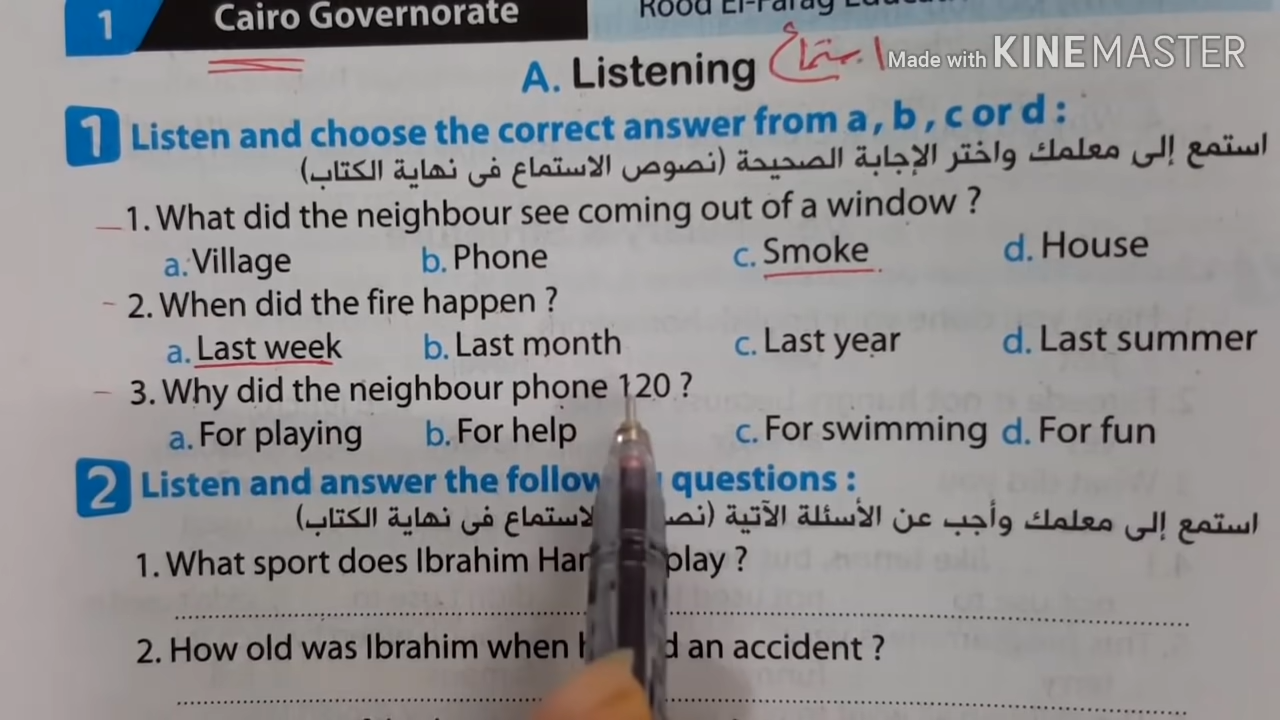 1 Cairo Governorate Rood El-Farag
A. Listening استماع Made with KINEMASTER
1 Listen and choose the correct answer from a , b , c or d :
استمع إلى معلمك واختر الإجابة الصحيحة (نصوص الاستماع فى نهاية الكتاب)
1. What did the neighbour see coming out of a window ?
a. Village b. Phone c. Smoke d. House
2. When did the fire happen ?
a. Last week b. Last month c. Last year d. Last summer
3. Why did the neighbour phone 120 ?
a. For playing b. For help c. For swimming d. For fun
2 Listen and answer the questions :
استمع إلى معلمك وأجب عن الأسئلة الآتية الاستماع فى نهاية الكتاب)
1. What sport does Ibrahim play ?
2. How old was Ibrahim when an accident ?